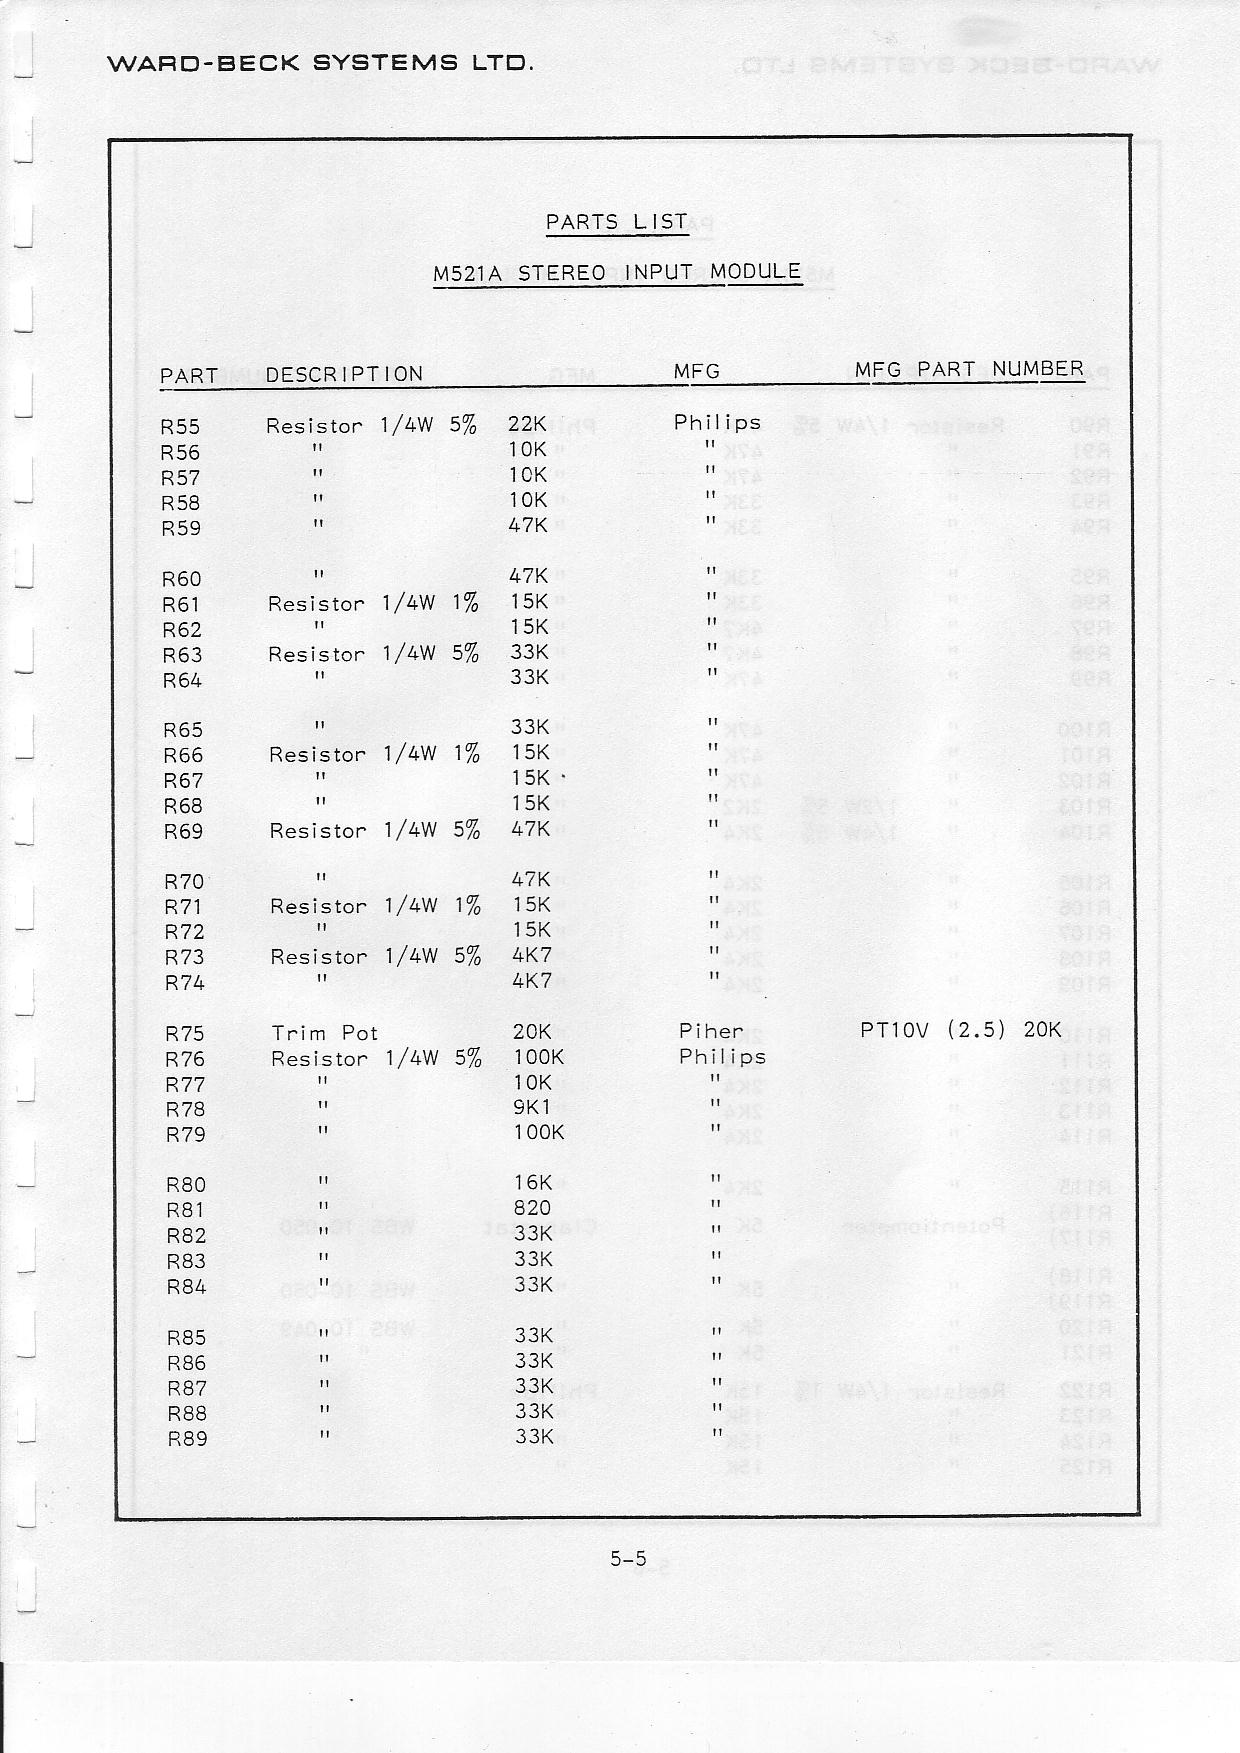 WARD-BECK SYSTEMS LTD.
PARTS LIST
M521A STEREO INPUT MODULE
PART DESCRIPTION MFG MFG PART NUMBER
R55 Resistor 1/4W 5% 22K Philips
R56 " 10K "
R57 " 10K "
R58 " 10K "
R59 " 47K "
R60 " 47K "
R61 Resistor 1/4W 1% 15K "
R62 " 15K "
R63 Resistor 1/4W 5% 33K "
R64 " 33K "
R65 " 33K "
R66 Resistor 1/4W 1% 15K "
R67 " 15K "
R68 " 15K "
R69 Resistor 1/4W 5% 47K "
R70 " 47K "
R71 Resistor 1/4W 1% 15K "
R72 " 15K "
R73 Resistor 1/4W 5% 4K7 "
R74 " 4K7 "
R75 Trim Pot 20K Piher PT10V (2.5) 20K
R76 Resistor 1/4W 5% 100K Philips
R77 " 10K "
R78 " 9K1 "
R79 " 100K "
R80 " 16K "
R81 " 820 "
R82 " 33K "
R83 " 33K "
R84 " 33K "
R85 " 33K "
R86 " 33K "
R87 " 33K "
R88 " 33K "
R89 " 33K "
5-5